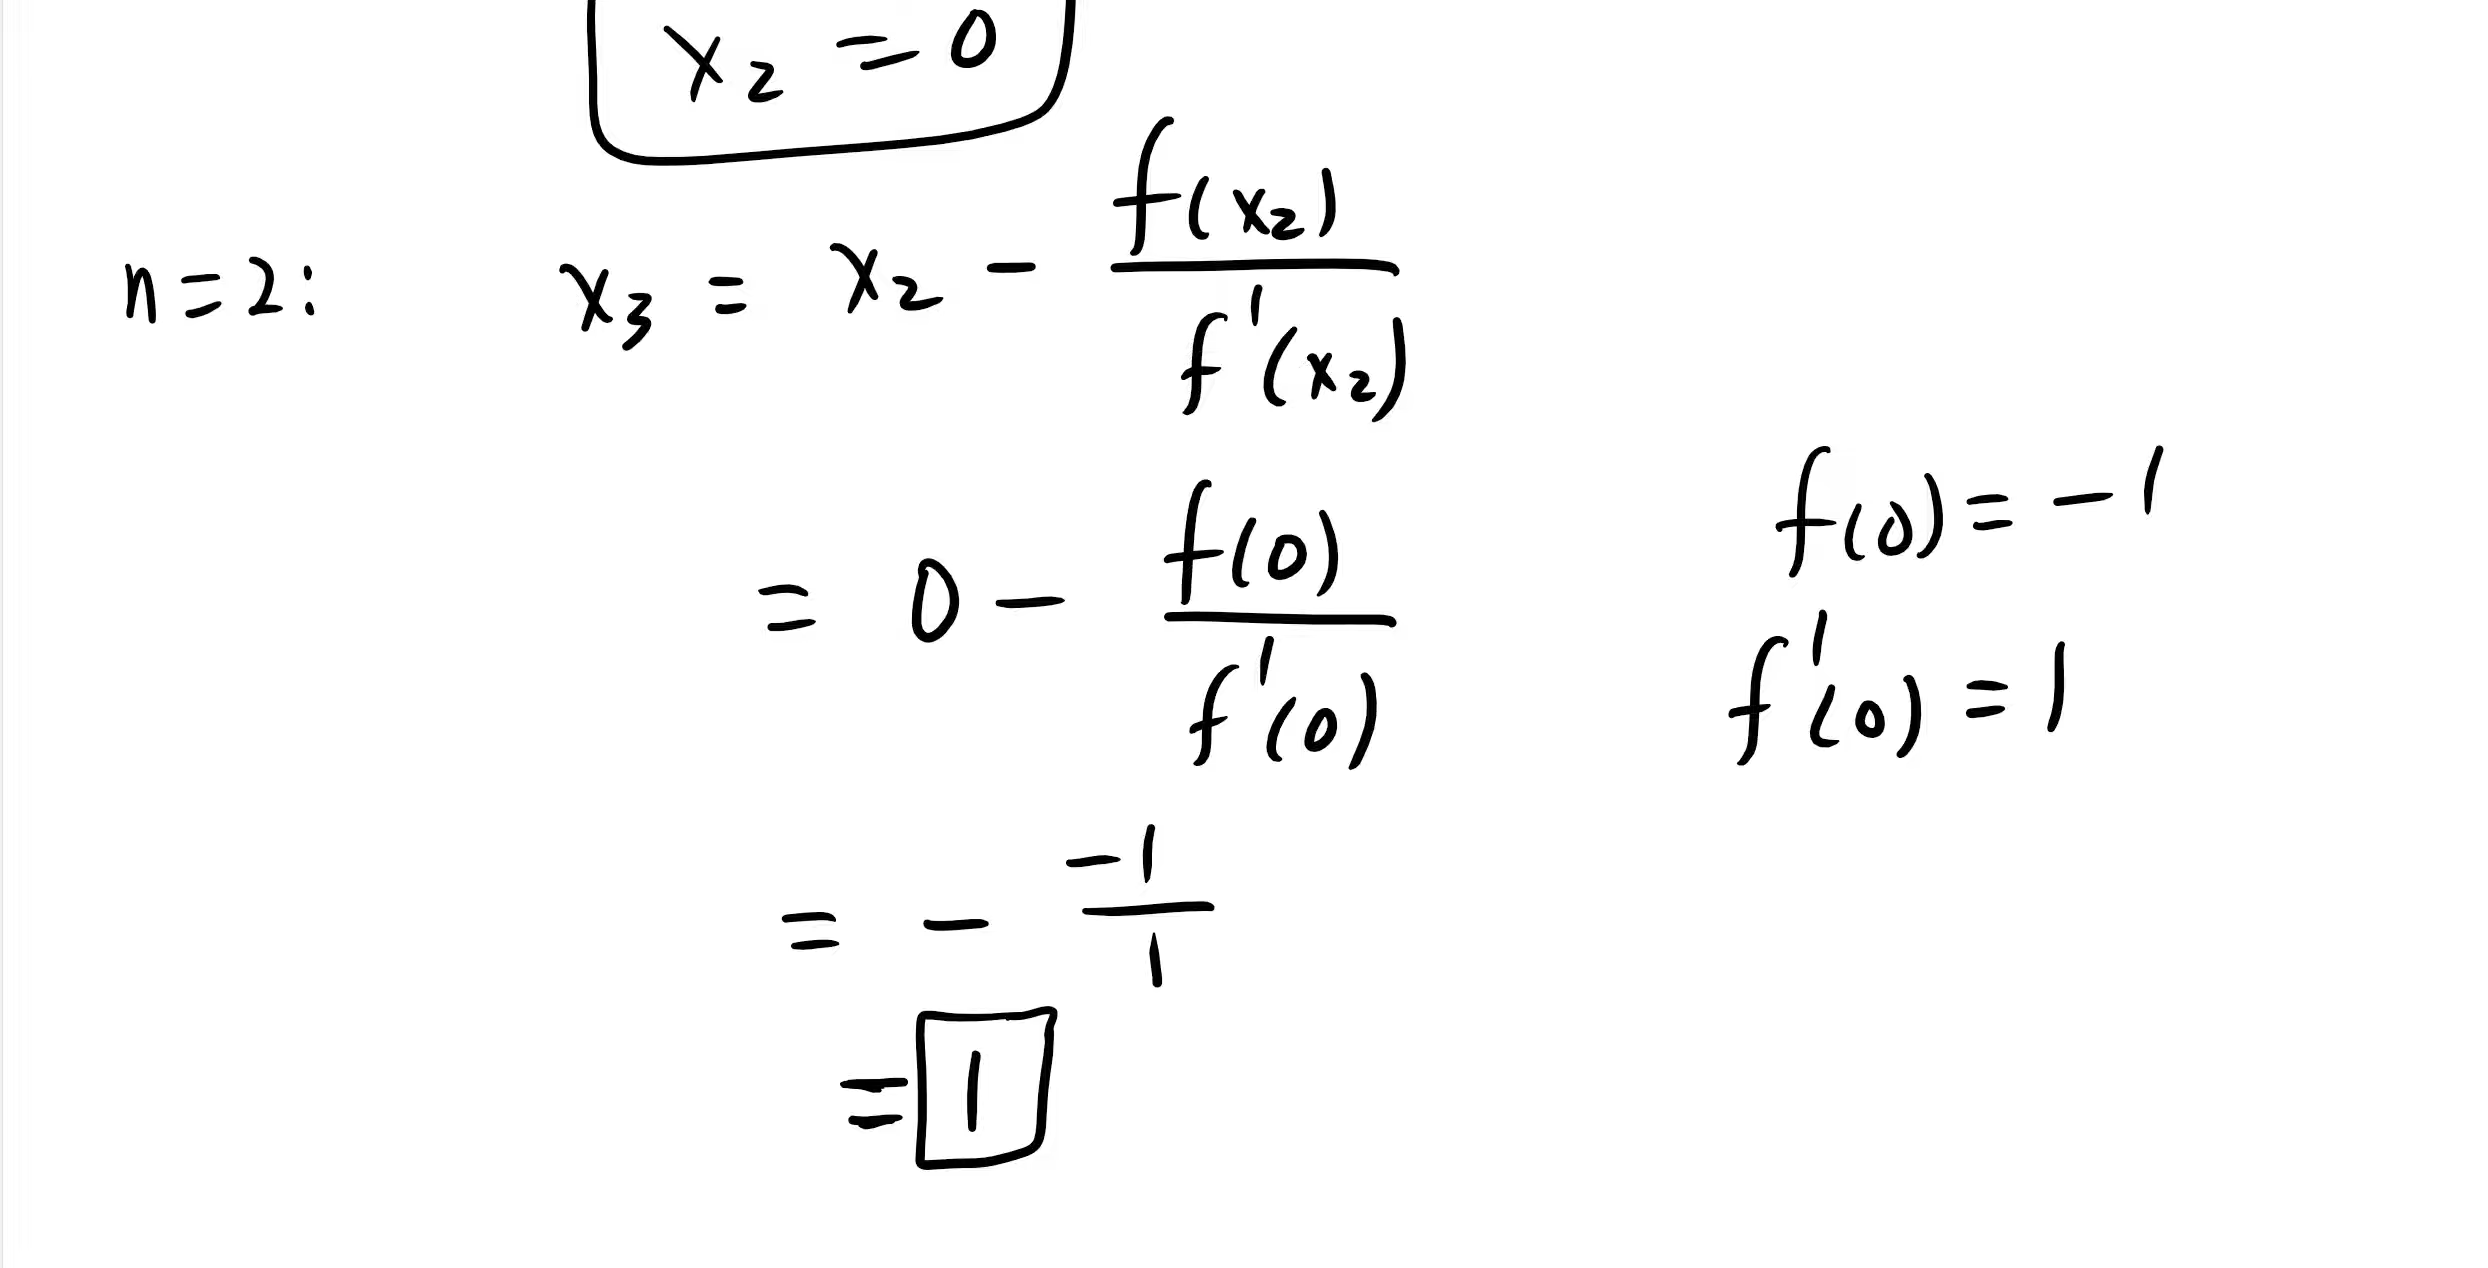 x₂ = 0
n=2: x₃ = x₂ - f(x₂)/f'(x₂)
= 0 - f(0)/f'(0)
f(0) = -1
f'(0) = 1
= - -1/1
= 1